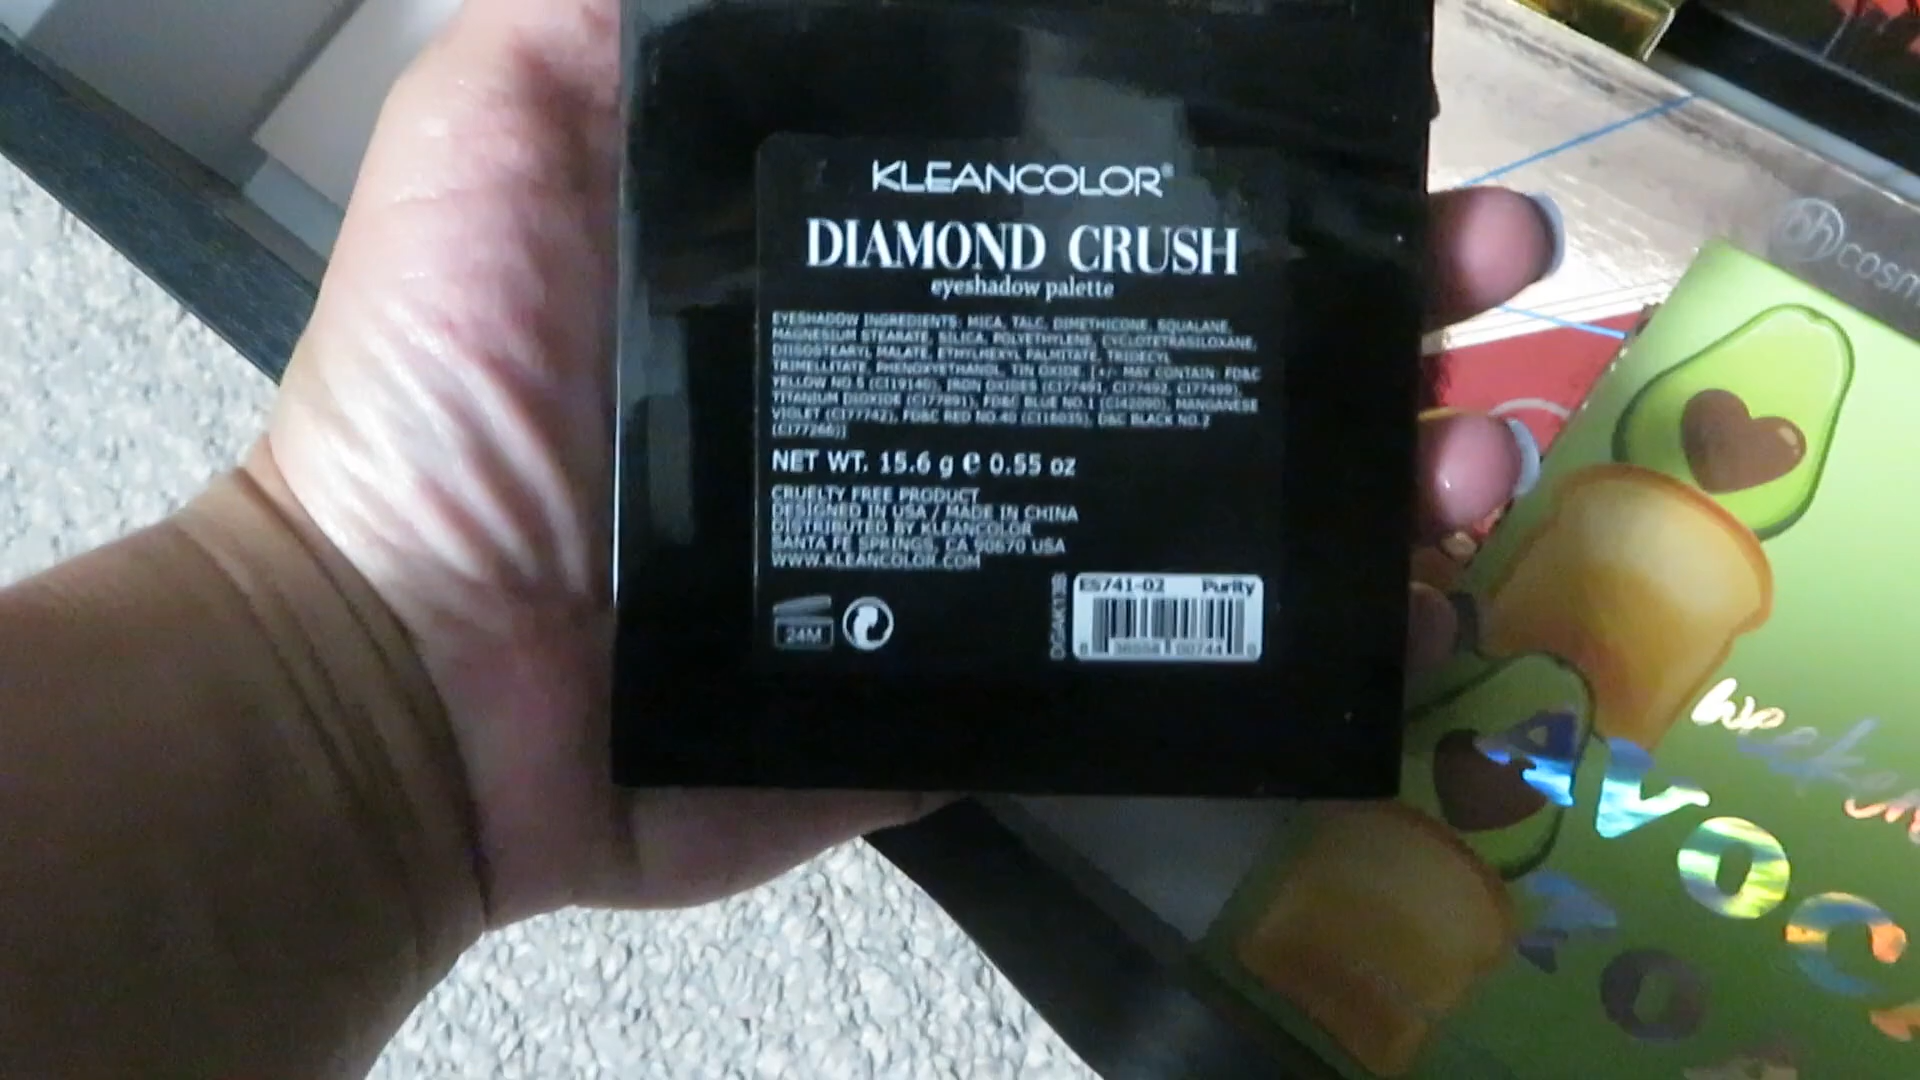 KLEANCOLOR®
DIAMOND CRUSH
eyeshadow palette
EYESHADOW INGREDIENTS: MICA, TALC, DIMETHICONE, SQUALANE,
MAGNESIUM STEARATE, SILICA, POLYETHYLENE, CYCLOTETRASILOXANE,
DIISOSTEARYL MALATE, ETHYLHEXYL PALMITATE, TRIDECYL
TRIMELLITATE, PHENOXYETHANOL, TIN OXIDE. [+/- MAY CONTAIN: FD&C
YELLOW NO.5 (CI19140), IRON OXIDES (CI77491, CI77492, CI77499),
TITANIUM DIOXIDE (CI77891), FD&C BLUE NO.1 (CI42090), MANGANESE
VIOLET (CI77742), FD&C RED NO.40 (CI16035), D&C BLACK NO.2
(CI77266)]
NET WT. 15.6 g ℮ 0.55 oz
CRUELTY FREE PRODUCT
DESIGNED IN USA / MADE IN CHINA
DISTRIBUTED BY KLEANCOLOR
SANTA FE SPRINGS, CA 90670 USA
WWW.KLEANCOLOR.COM
24M
ES741-02 Purity
00744
oh
AVOC